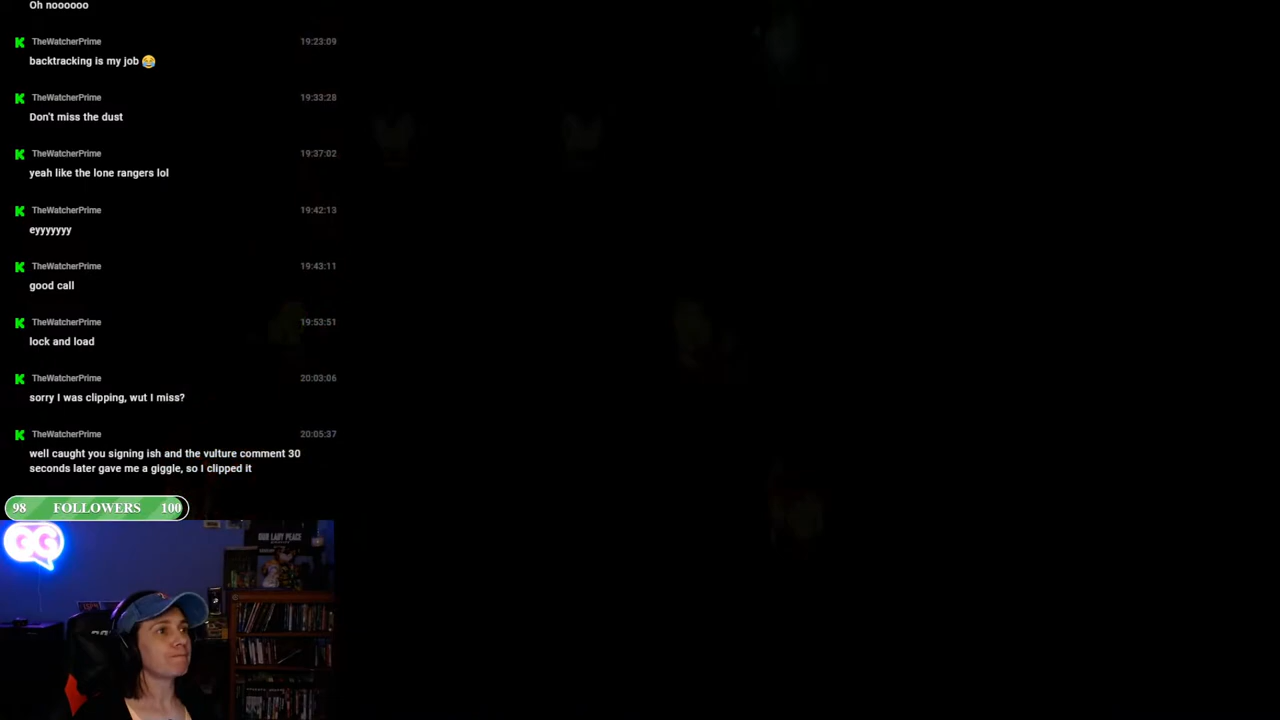 Oh noooooo
TheWatcherPrime 19:23:09
backtracking is my job 😂
TheWatcherPrime 19:33:28
Don't miss the dust
TheWatcherPrime 19:37:02
yeah like the lone rangers lol
TheWatcherPrime 19:42:13
eyyyyyyy
TheWatcherPrime 19:43:11
good call
TheWatcherPrime 19:53:51
lock and load
TheWatcherPrime 20:03:06
sorry I was clipping, wut I miss?
TheWatcherPrime 20:05:37
well caught you signing ish and the vulture comment 30
seconds later gave me a giggle, so I clipped it
98 FOLLOWERS 100
GG
OUR LADY PEACE